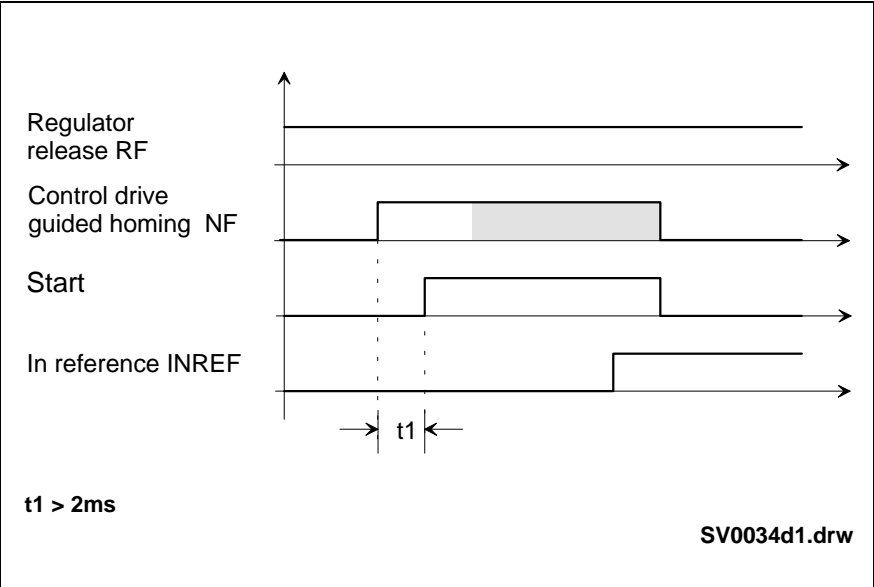 Regulator
release RF
Control drive
guided homing NF
Start
In reference INREF
t1
t1 > 2ms
SV0034d1.drw